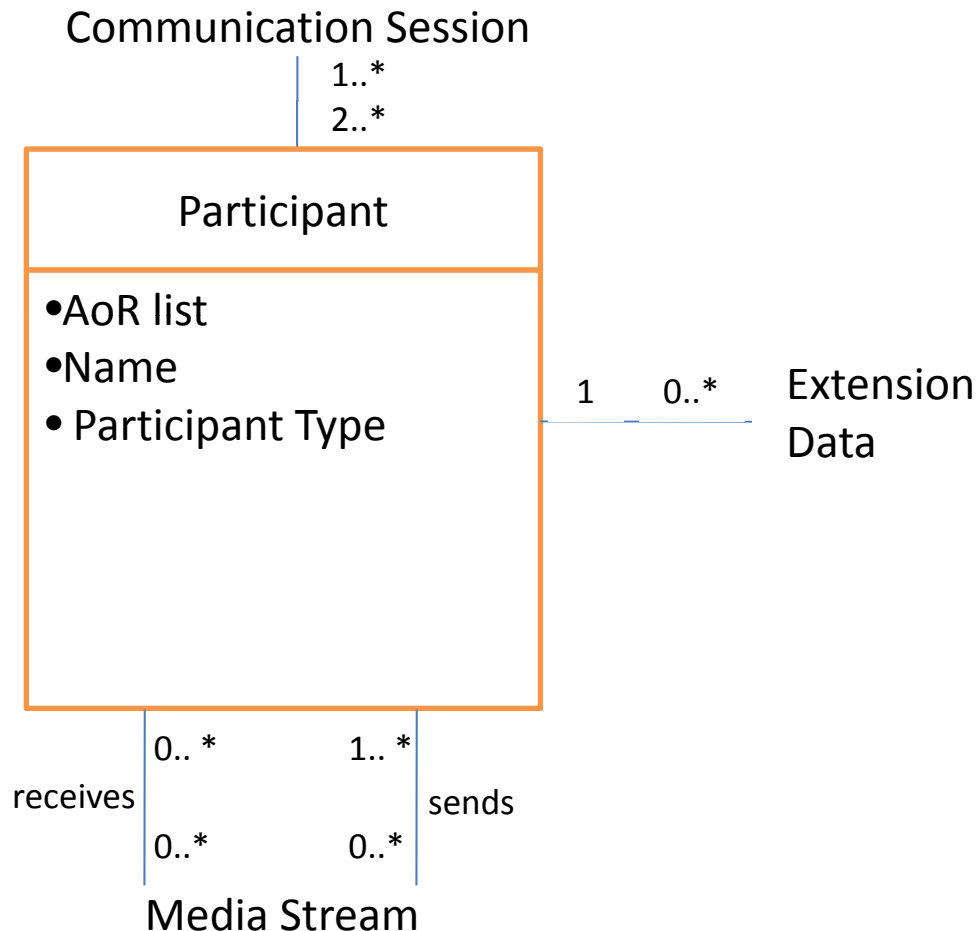 Communication Session
1..*
2..*
Participant
•AoR list
•Name
• Participant Type
1 0..* Extension
Data
0.. * 1.. *
receives sends
0..* 0..*
Media Stream